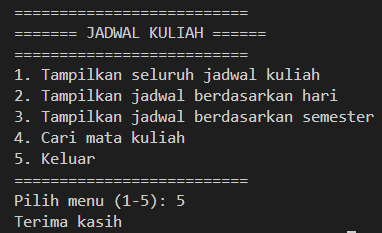 ==========================
======= JADWAL KULIAH ======
==========================
1. Tampilkan seluruh jadwal kuliah
2. Tampilkan jadwal berdasarkan hari
3. Tampilkan jadwal berdasarkan semester
4. Cari mata kuliah
5. Keluar
==========================
Pilih menu (1-5): 5
Terima kasih